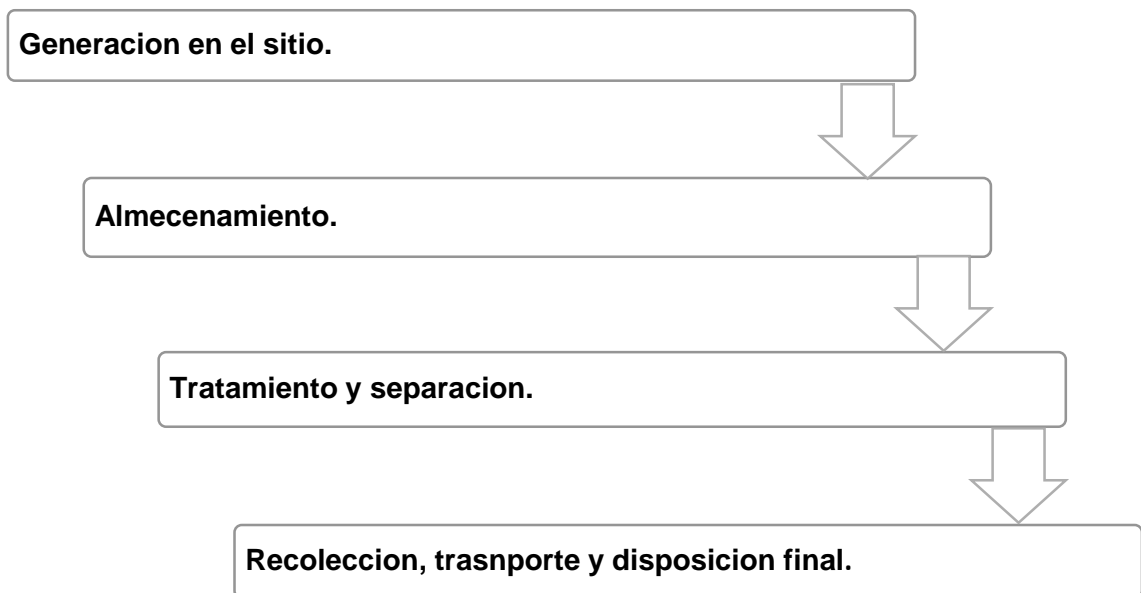 Generacion en el sitio.
Almecenamiento.
Tratamiento y separacion.
Recoleccion, trasnporte y disposicion final.